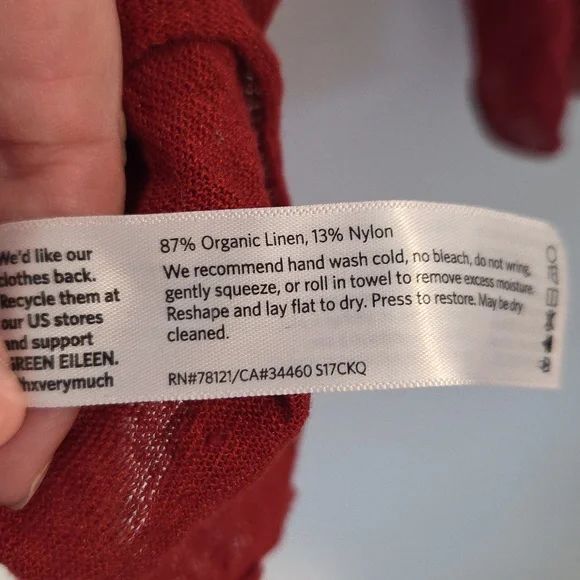 We'd like our
clothes back.
Recycle them at
our US stores
and support
GREEN EILEEN.
Thxverymuch
87% Organic Linen, 13% Nylon
We recommend hand wash cold, no bleach, do not wring,
gently squeeze, or roll in towel to remove excess moisture.
Reshape and lay flat to dry. Press to restore. May be dry
cleaned.
RN#78121/CA#34460 S17CKQ